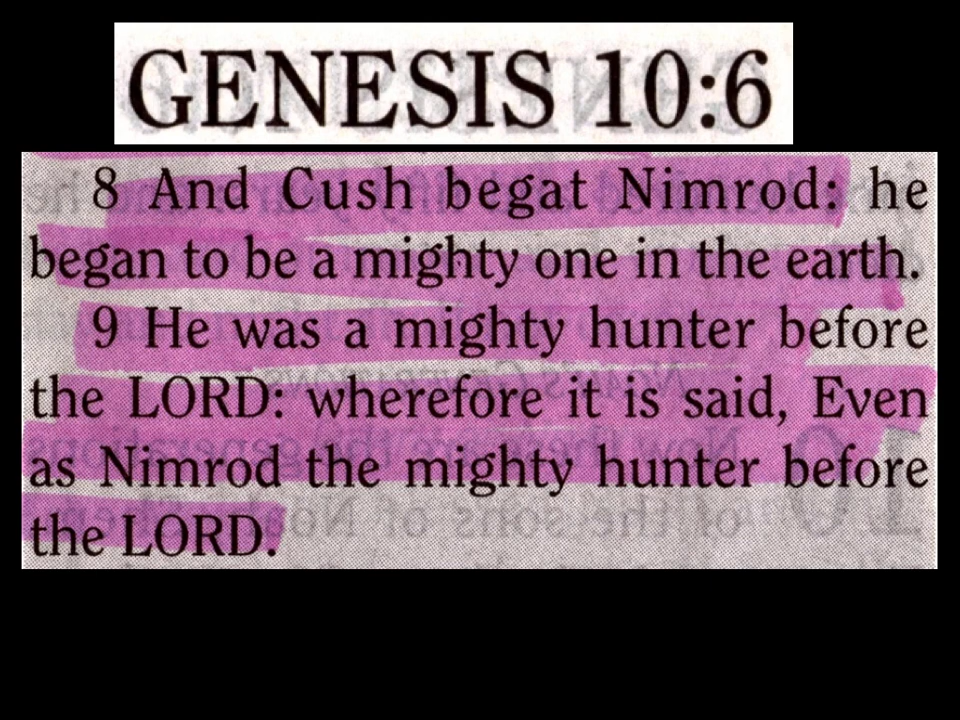 GENESIS 10:6
8 And Cush begat Nimrod: he
began to be a mighty one in the earth.
9 He was a mighty hunter before
the LORD: wherefore it is said, Even
as Nimrod the mighty hunter before
the LORD.